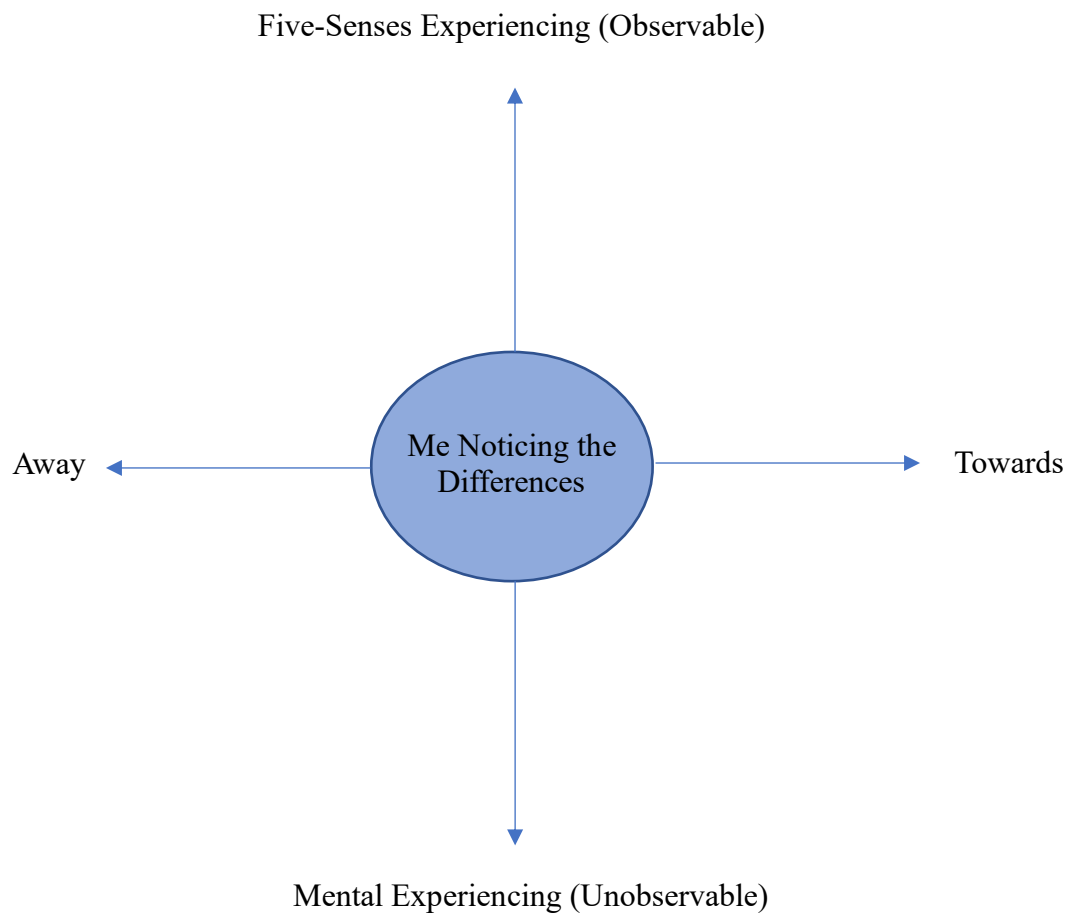 Five-Senses Experiencing (Observable)
Me Noticing the
Differences
Away
Towards
Mental Experiencing (Unobservable)